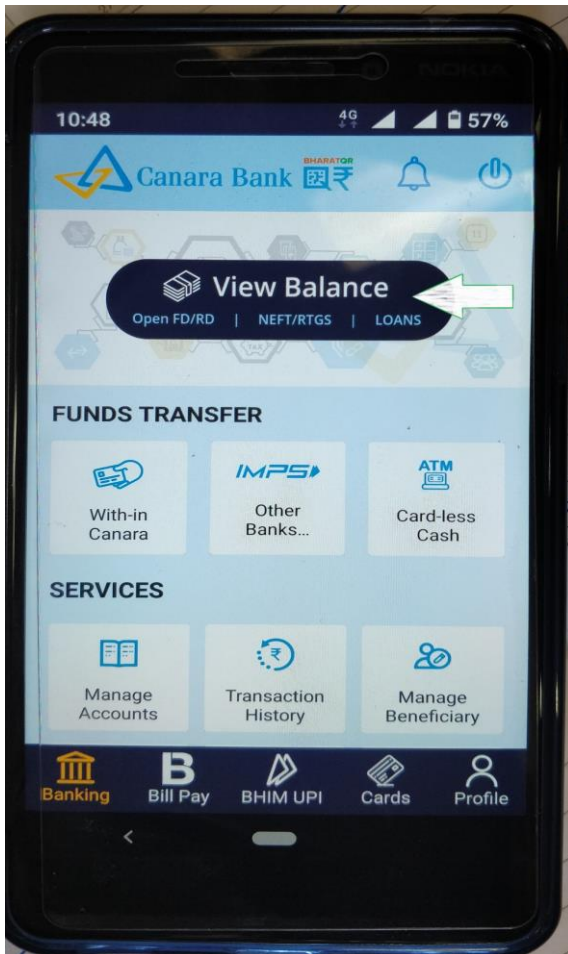 NOKIA
10:48 4G 57%
Canara Bank BHARATQR ₹
View Balance
Open FD/RD | NEFT/RTGS | LOANS
FUNDS TRANSFER
With-in
Canara
IMPS
Other
Banks...
ATM
Card-less
Cash
SERVICES
Manage
Accounts
₹
Transaction
History
Manage
Beneficiary
Banking B Bill Pay BHIM UPI Cards Profile